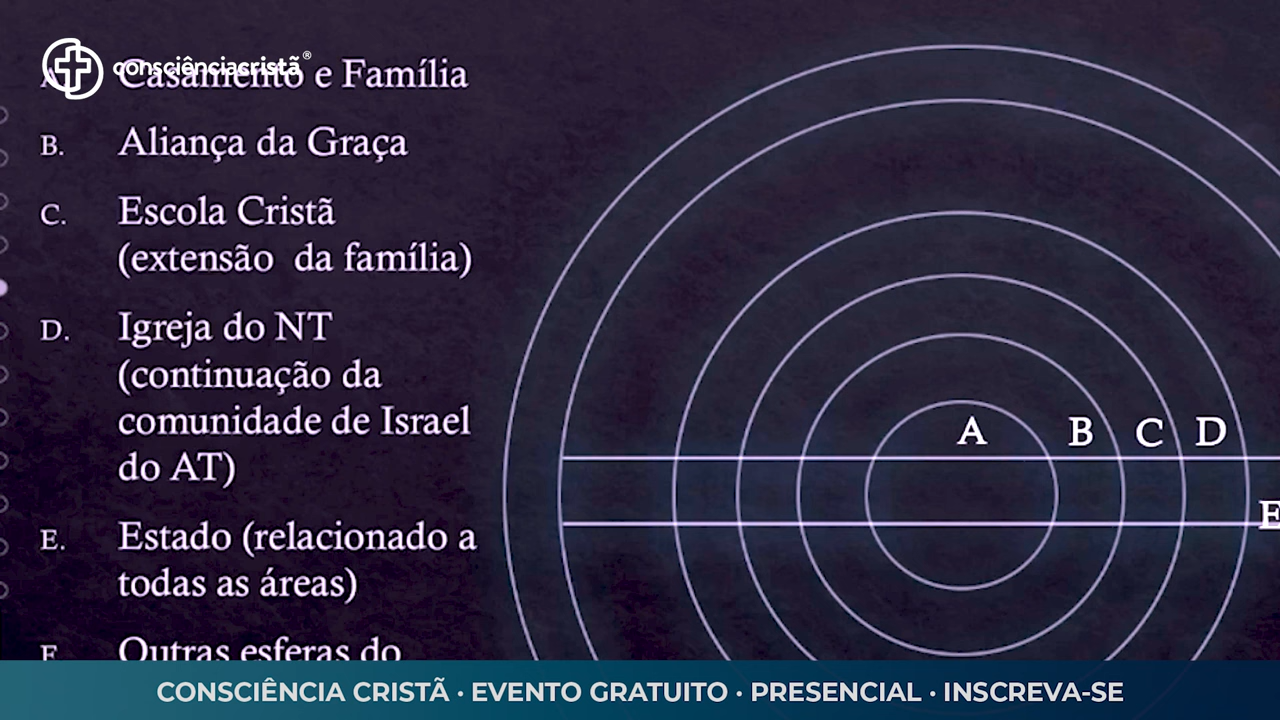 consciênciacristã®
A. Casamento e Família
B. Aliança da Graça
C. Escola Cristã
(extensão da família)
D. Igreja do NT
(continuação da
comunidade de Israel
do AT)
E. Estado (relacionado a
todas as áreas)
F. Outras esferas do
A B C D
E
CONSCIÊNCIA CRISTÃ · EVENTO GRATUITO · PRESENCIAL · INSCREVA-SE